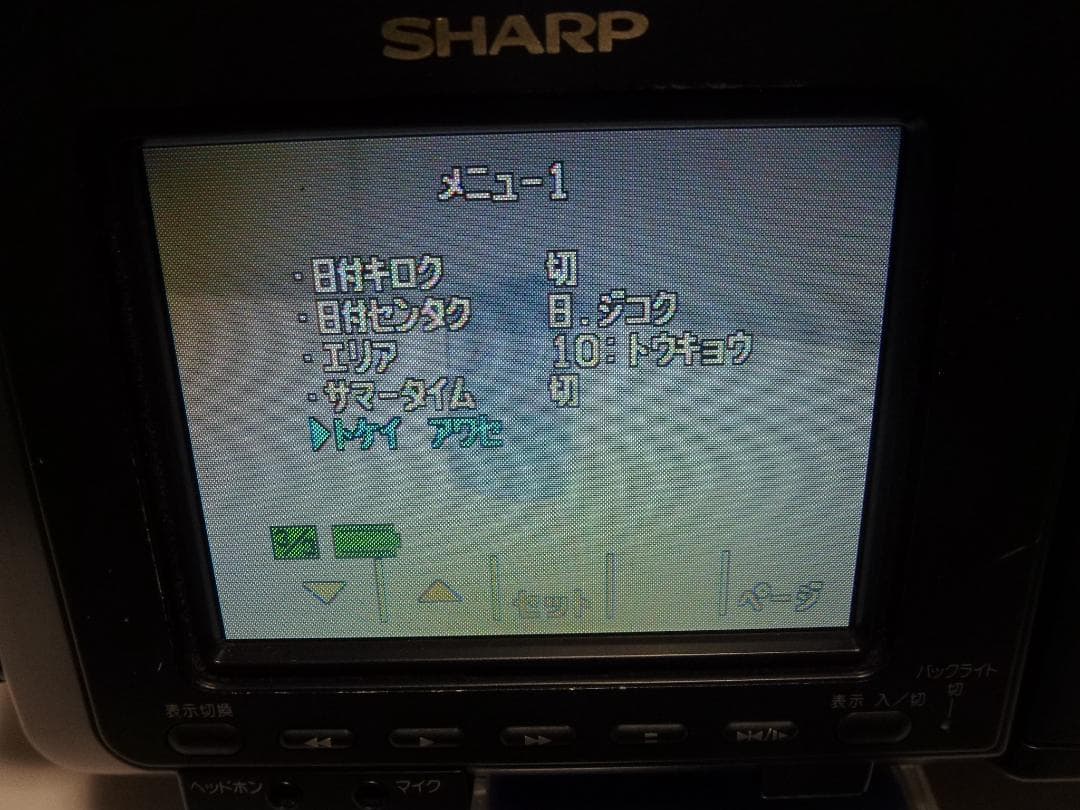 SHARP
メニュー1
・日付キロク 切
・日付センタク 日.ジコク
・エリア 10:トウキョウ
・サマータイム 切
▶トケイ アワセ
▽ △ セット ページ
バックライト
切
表示切換 表示 入/切
ヘッドホン マイク